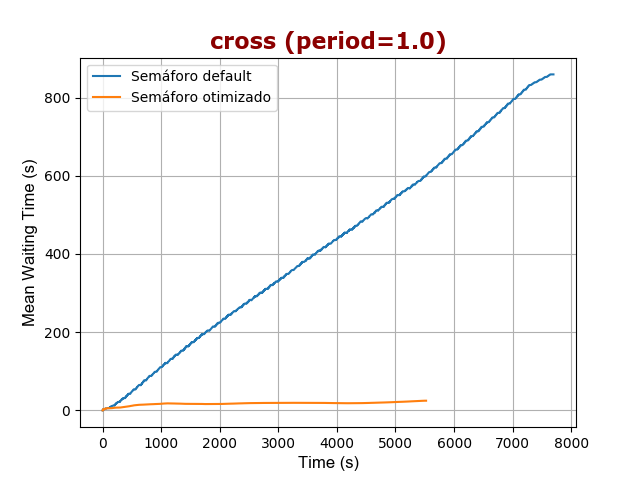 cross (period=1.0)
Semáforo default
Semáforo otimizado
Mean Waiting Time (s)
800
600
400
200
0
0 1000 2000 3000 4000 5000 6000 7000 8000
Time (s)